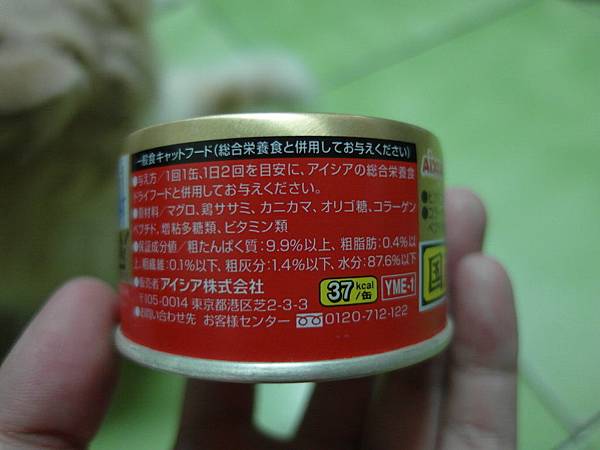 一般食キャットフード(総合栄養食と併用してお与えください)
●与え方/1回1缶、1日2回を目安に、アイシアの総合栄養食
ドライフードと併用してお与えください。
●原材料/マグロ、鶏ササミ、カニカマ、オリゴ糖、コラーゲン
ペプチド、増粘多糖類、ビタミン類
●保証成分値/粗たんぱく質:9.9%以上、粗脂肪:0.4%以
上、粗繊維:0.1%以下、粗灰分:1.4%以下、水分:87.6%以下
●販売者 アイシア株式会社
〒105-0014 東京都港区芝2-3-3
37kcal/缶
YME-1
●お問い合わせ先 お客様センター 0120-712-122
国